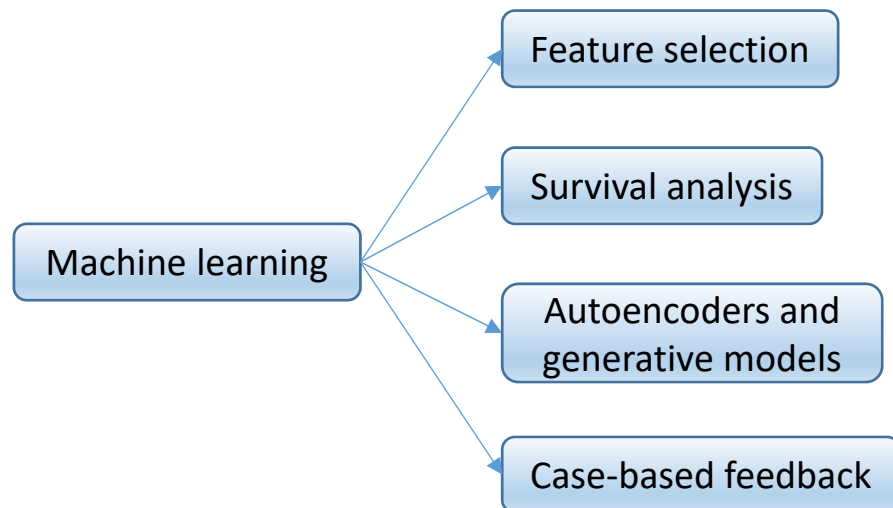 Feature selection
Survival analysis
Machine learning
Autoencoders and
generative models
Case-based feedback